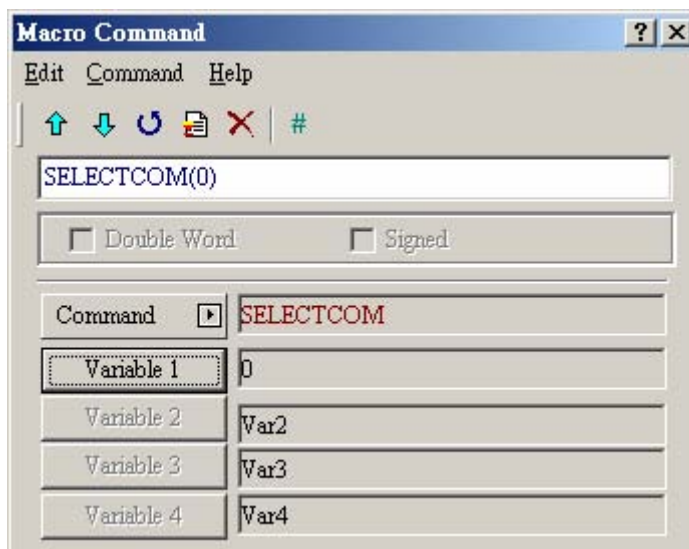 Macro Command
Edit Command Help
#
SELECTCOM(0)
Double Word Signed
Command SELECTCOM
Variable 1 0
Variable 2 Var2
Variable 3 Var3
Variable 4 Var4